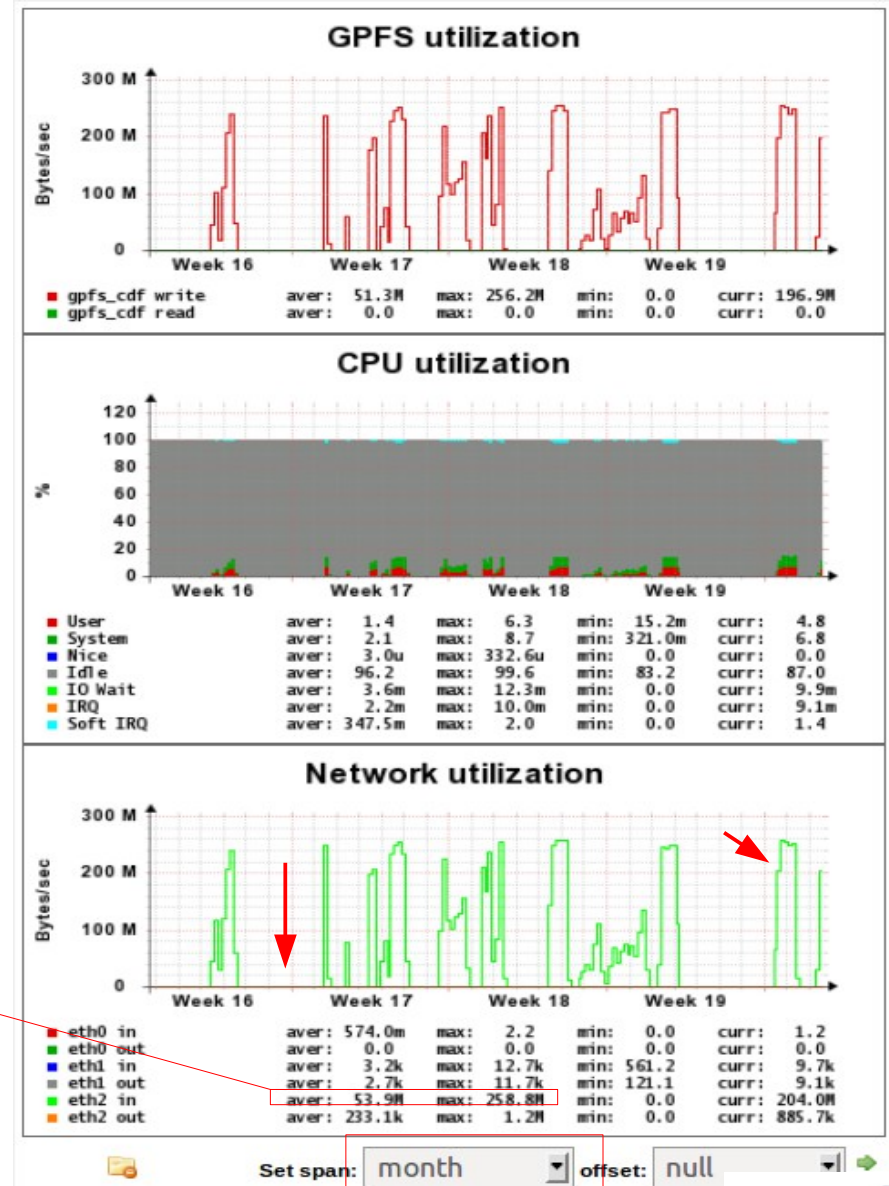 GPFS utilization
Bytes/sec
300 M
200 M
100 M
0
Week 16 Week 17 Week 18 Week 19
gpfs_cdf write aver: 51.3M max: 256.2M min: 0.0 curr: 196.9M
gpfs_cdf read aver: 0.0 max: 0.0 min: 0.0 curr: 0.0
CPU utilization
%
120
100
80
60
40
20
0
Week 16 Week 17 Week 18 Week 19
User aver: 1.4 max: 6.3 min: 15.2m curr: 4.8
System aver: 2.1 max: 8.7 min: 321.0m curr: 6.8
Nice aver: 3.0u max: 332.6u min: 0.0 curr: 0.0
Idle aver: 96.2 max: 99.6 min: 83.2 curr: 87.0
IO Wait aver: 3.6m max: 12.3m min: 0.0 curr: 9.9m
IRQ aver: 2.2m max: 10.0m min: 0.0 curr: 9.1m
Soft IRQ aver: 347.5m max: 2.0 min: 0.0 curr: 1.4
Network utilization
Bytes/sec
300 M
200 M
100 M
0
Week 16 Week 17 Week 18 Week 19
eth0 in aver: 574.0m max: 2.2 min: 0.0 curr: 1.2
eth0 out aver: 0.0 max: 0.0 min: 0.0 curr: 0.0
eth1 in aver: 3.2k max: 12.7k min: 561.2 curr: 9.7k
eth1 out aver: 2.7k max: 11.7k min: 121.1 curr: 9.1k
eth2 in aver: 53.9M max: 258.8M min: 0.0 curr: 204.0M
eth2 out aver: 233.1k max: 1.2M min: 0.0 curr: 885.7k
Set span: month offset: null